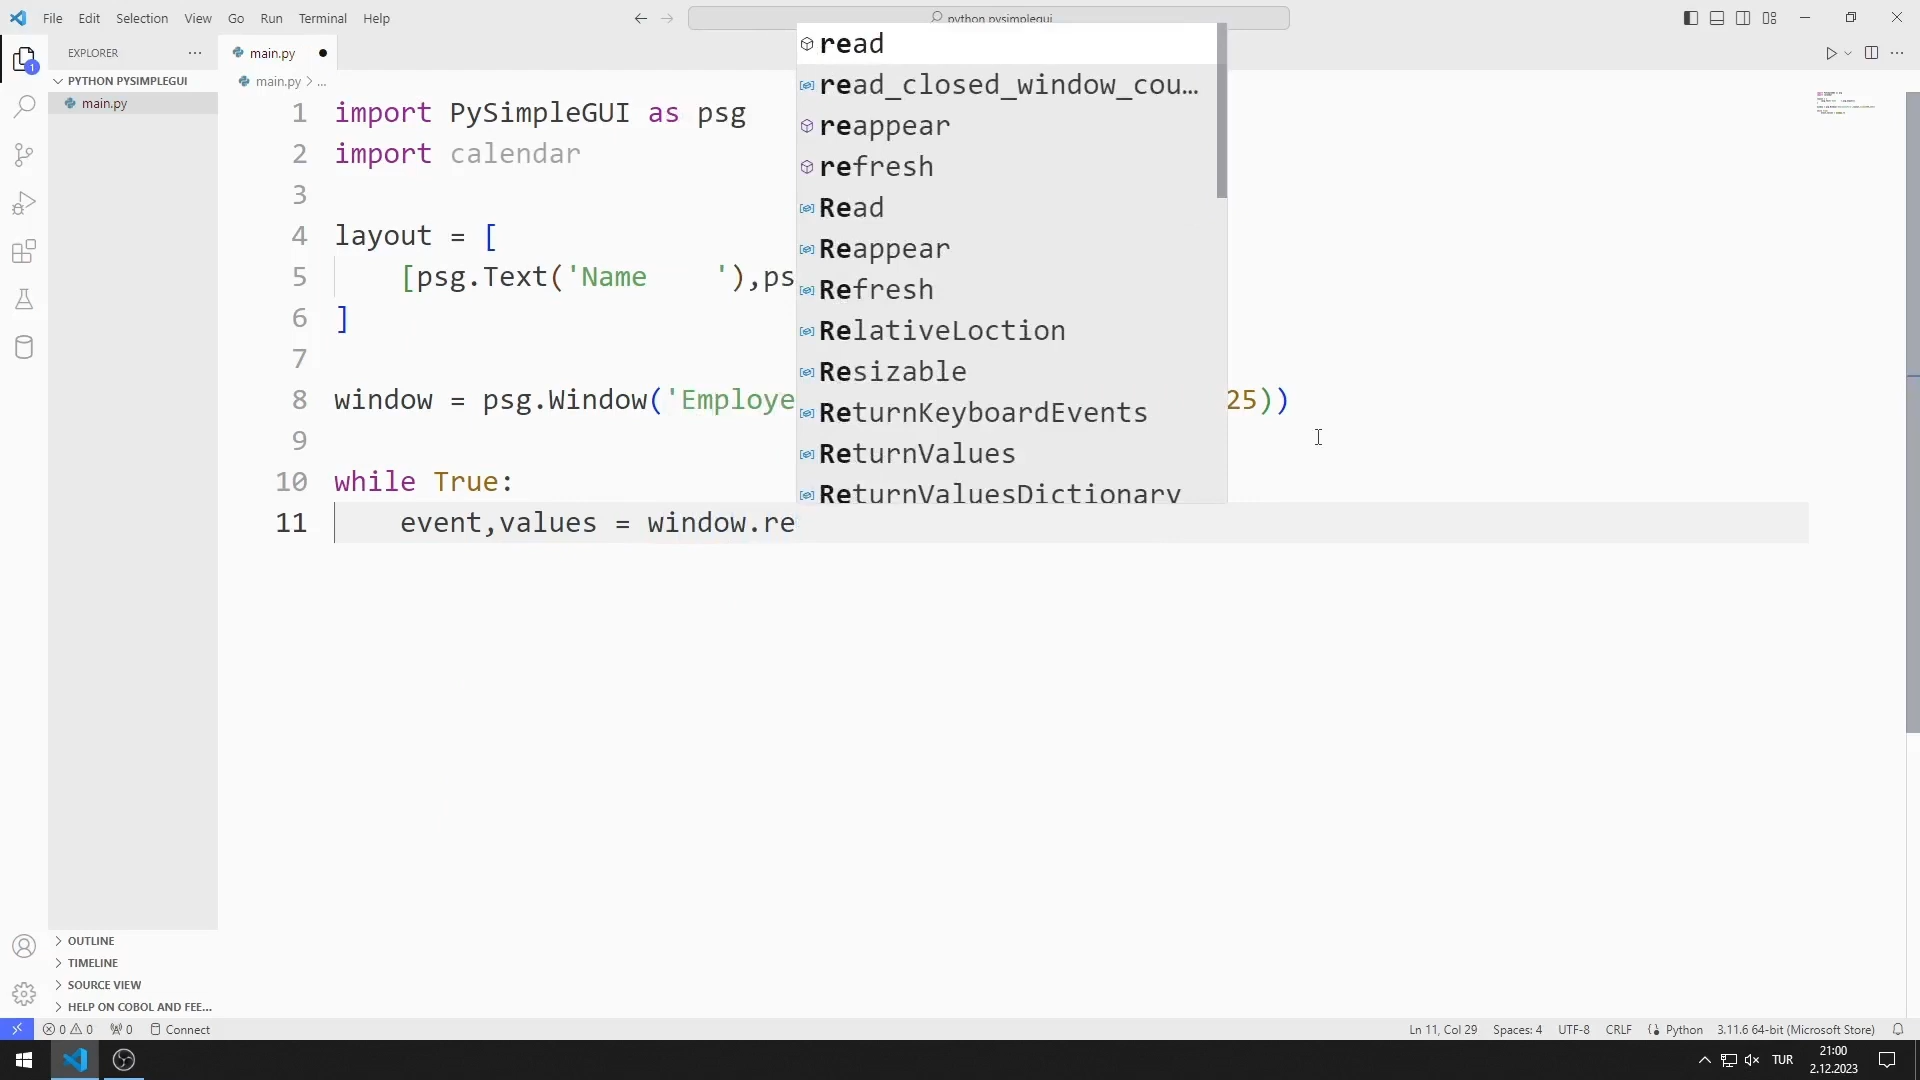 File Edit Selection View Go Run Terminal Help
python pysimplegui
EXPLORER
PYTHON PYSIMPLEGUI
main.py
main.py
main.py > ...
1 import PySimpleGUI as psg
2 import calendar
3
4 layout = [
5 [psg.Text('Name    '),ps
6 ]
7
8 window = psg.Window('Employe 25))
9
10 while True:
11 event,values = window.re
read
read_closed_window_cou...
reappear
refresh
Read
Reappear
Refresh
RelativeLoction
Resizable
ReturnKeyboardEvents
ReturnValues
ReturnValuesDictionary
1
OUTLINE
TIMELINE
SOURCE VIEW
HELP ON COBOL AND FEE...
0 0 0 Connect
Ln 11, Col 29 Spaces: 4 UTF-8 CRLF Python 3.11.6 64-bit (Microsoft Store)
TUR
21:00
2.12.2023